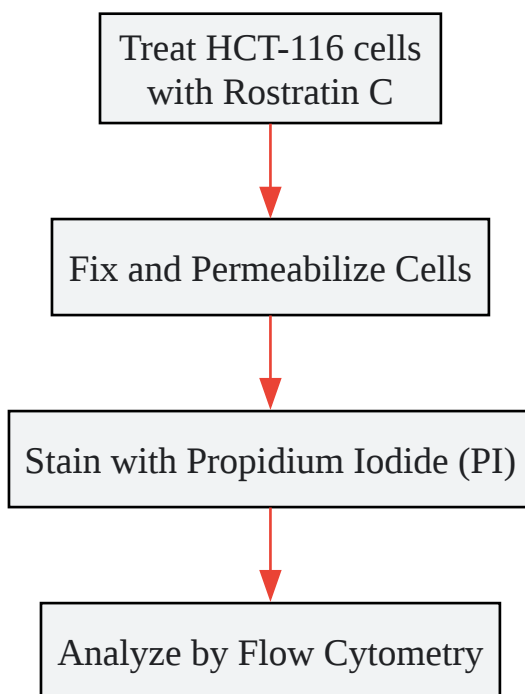 Treat HCT-116 cells
with Rostratin C
Fix and Permeabilize Cells
Stain with Propidium Iodide (PI)
Analyze by Flow Cytometry